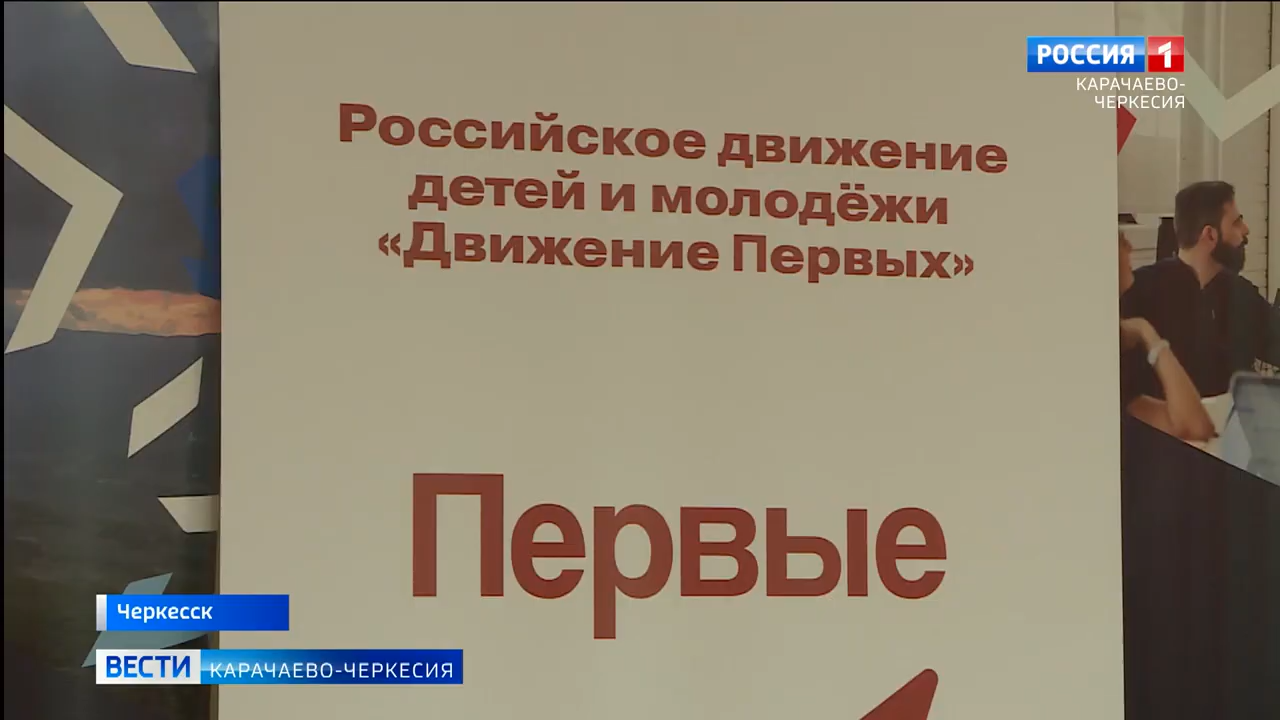 РОССИЯ 1
КАРАЧАЕВО-
ЧЕРКЕСИЯ
Российское движение
детей и молодёжи
«Движение Первых»
Первые
Черкесск
ВЕСТИ КАРАЧАЕВО-ЧЕРКЕСИЯ